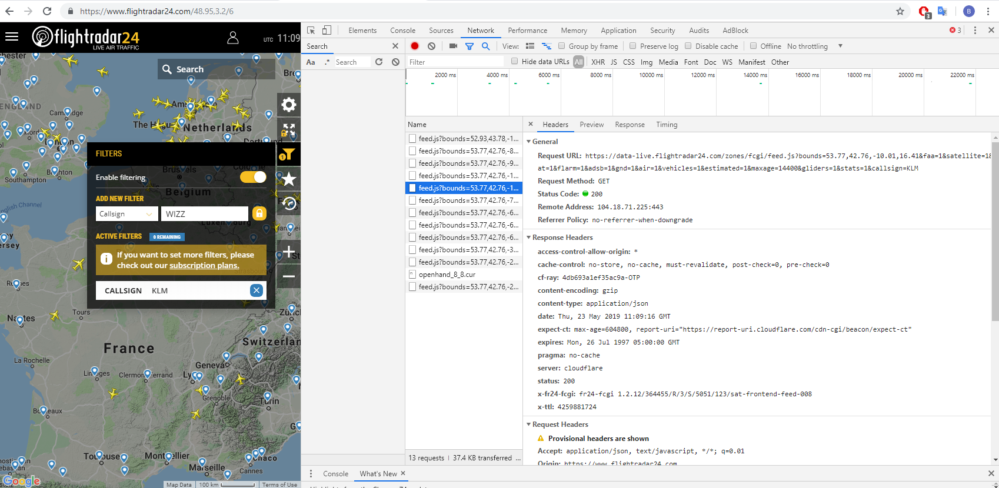 https://www.flightradar24.com/48.95,3.2/6
3
B
flightradar24
LIVE AIR TRAFFIC
UTC 11:09
Search
ENGLAND
Cambridge
Ams
The Hague
Netherlands
Southampton
Brighton
Brussels
Belgium
English Channel
FILTERS
1
Enable filtering
ADD NEW FILTER
Callsign
WIZZ
ACTIVE FILTERS
0 REMAINING
If you want to set more filters, please
check out our subscription plans.
CALLSIGN KLM
Rennes
Nantes
Tours
Zürich
Switzerlan
France
La Rochelle
Geneva
Limoges
Clermont-Ferrand
Ly
Grenoble
Turin
Bordeaux
Toulouse
Montpellier
Marseille
Cannes
naco
Google
Map Data
100 km
Terms of Use
Elements
Console
Sources
Network
Performance
Memory
Application
Security
Audits
AdBlock
3
Search
View:
Group by frame
Preserve log
Disable cache
Offline
No throttling
Aa
.*
Search
Filter
Hide data URLs
All
XHR
JS
CSS
Img
Media
Font
Doc
WS
Manifest
Other
2000 ms
4000 ms
6000 ms
8000 ms
10000 ms
12000 ms
14000 ms
16000 ms
18000 ms
20000 ms
22000 ms
Name
feed.js?bounds=52.93,43.78,-1...
feed.js?bounds=53.77,42.76,-8...
feed.js?bounds=53.77,42.76,-9...
feed.js?bounds=53.77,42.76,-1...
feed.js?bounds=53.77,42.76,-1...
feed.js?bounds=53.77,42.76,-7...
feed.js?bounds=53.77,42.76,-6...
feed.js?bounds=53.77,42.76,-6...
feed.js?bounds=53.77,42.76,-6...
feed.js?bounds=53.77,42.76,-3...
feed.js?bounds=53.77,42.76,-2...
openhand_8_8.cur
feed.js?bounds=53.77,42.76,-2...
13 requests | 37.4 KB transferred ...
Headers
Preview
Response
Timing
General
Request URL: https://data-live.flightradar24.com/zones/fcgi/feed.js?bounds=53.77,42.76,-10.01,16.41&faa=1&satellite=1&
at=1&flarm=1&adsb=1&gnd=1&air=1&vehicles=1&estimated=1&maxage=14400&gliders=1&stats=1&callsign=KLM
Request Method: GET
Status Code: 200
Remote Address: 104.18.71.225:443
Referrer Policy: no-referrer-when-downgrade
Response Headers
access-control-allow-origin: *
cache-control: no-store, no-cache, must-revalidate, post-check=0, pre-check=0
cf-ray: 4db693a1ef35ac9a-OTP
content-encoding: gzip
content-type: application/json
date: Thu, 23 May 2019 11:09:16 GMT
expect-ct: max-age=604800, report-uri="https://report-uri.cloudflare.com/cdn-cgi/beacon/expect-ct"
expires: Mon, 26 Jul 1997 05:00:00 GMT
pragma: no-cache
server: cloudflare
status: 200
x-fr24-fcgi: fr24-fcgi 1.2.12/364455/R/3/S/5051/123/sat-frontend-feed-008
x-ttl: 4259881724
Request Headers
Provisional headers are shown
Accept: application/json, text/javascript, */*; q=0.01
Origin: https://www.flightradar24.com
Console
What's New